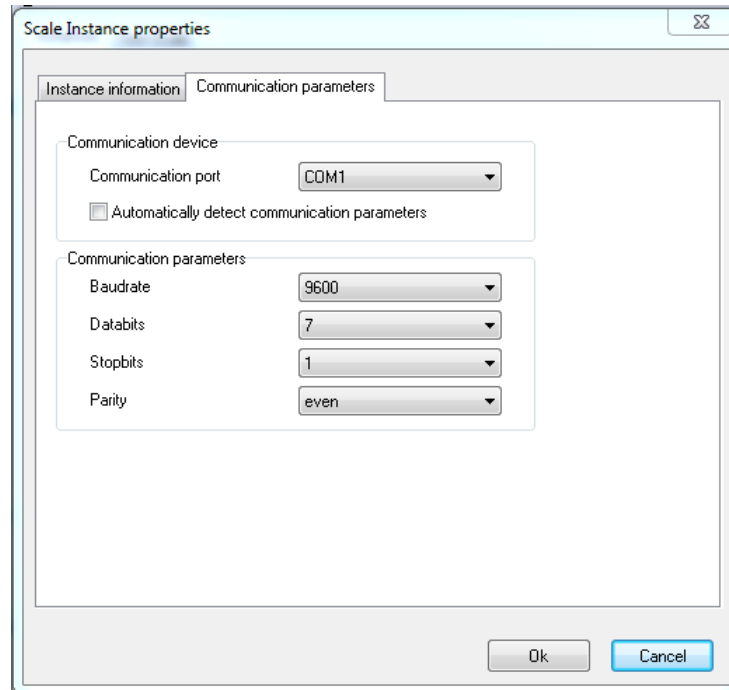 Scale Instance properties
Instance information
Communication parameters
Communication device
Communication port
COM1
Automatically detect communication parameters
Communication parameters
Baudrate
9600
Databits
7
Stopbits
1
Parity
even
Ok
Cancel